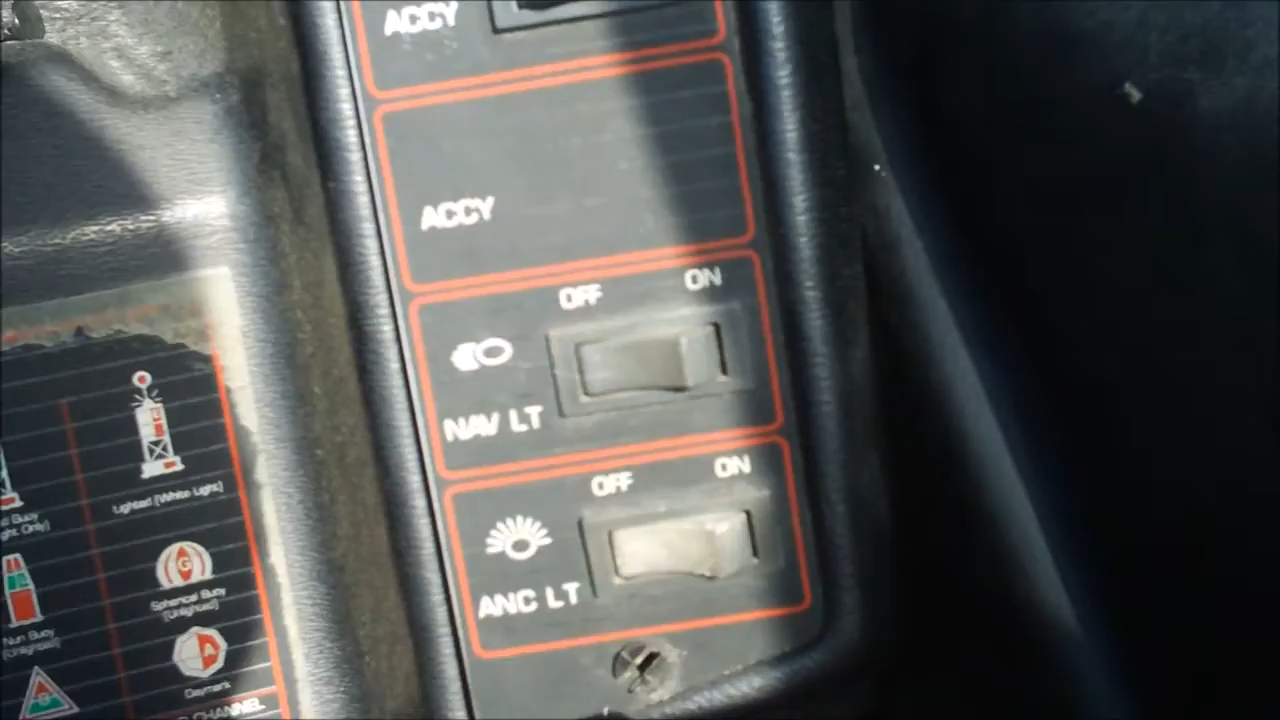 ACCY
ACCY
OFF ON
NAV LT
OFF ON
ANC LT
Lighted (White Light)
G
Spherical Buoy
(Unlighted)
Nun Buoy
(Unlighted)
A
Daymark
CHANNEL